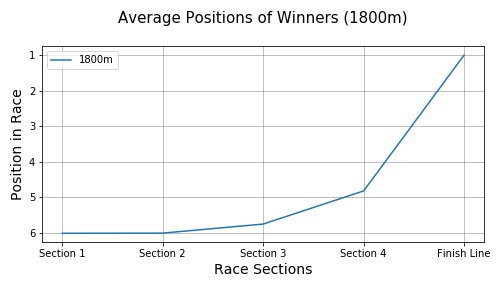 Average Positions of Winners (1800m)
1800m
Position in Race
1
2
3
4
5
6
Section 1
Section 2
Section 3
Section 4
Finish Line
Race Sections